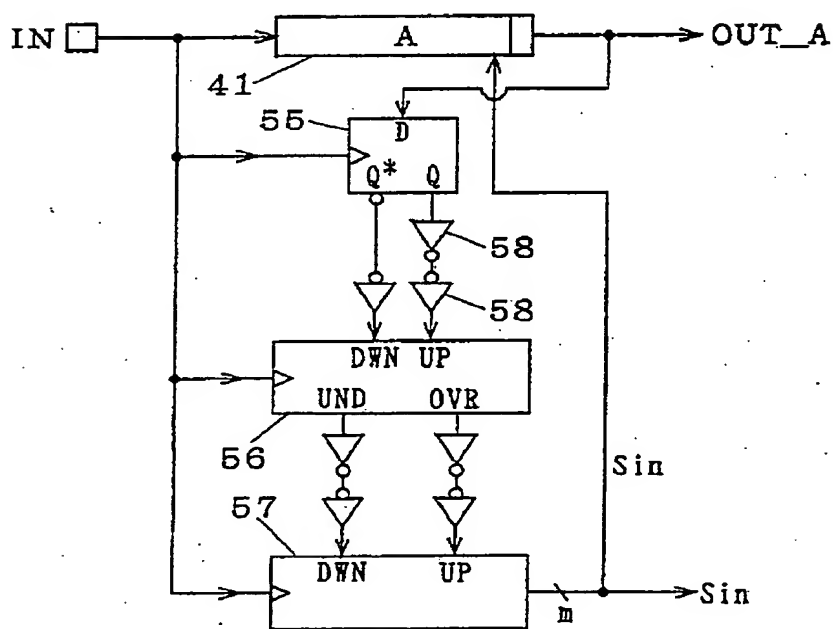 IN
A
OUT_A
41
55
D
Q* Q
58
58
DWN UP
UND OVR
56
Sin
57
DWN UP
m
Sin